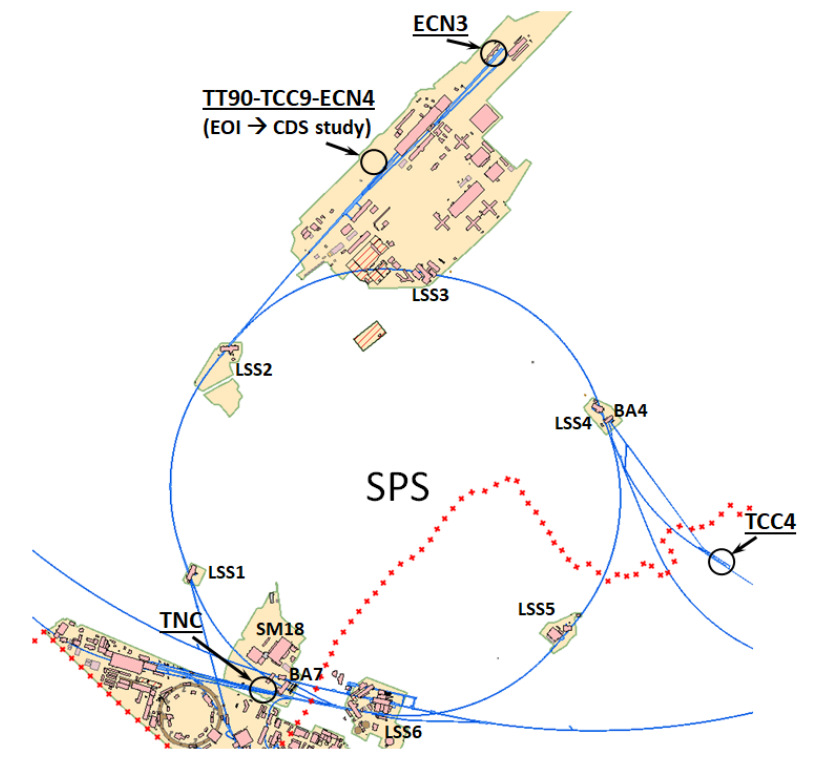 ECN3
TT90-TCC9-ECN4
(EOI → CDS study)
LSS3
LSS2
BA4
LSS4
SPS
TCC4
LSS1
LSS5
TNC
SM18
BA7
LSS6